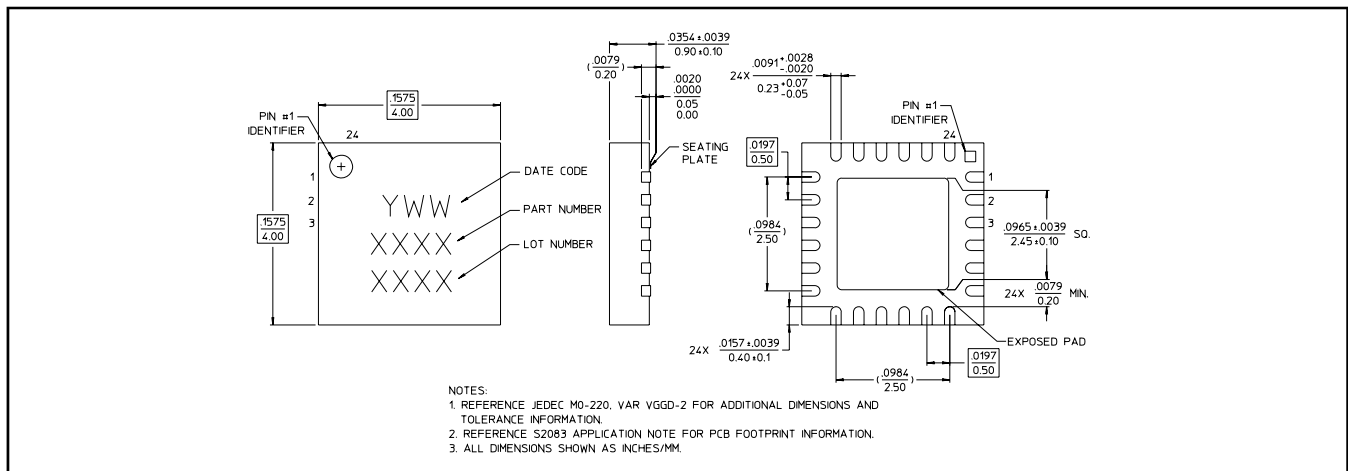 .0354±.0039
0.90±0.10
(.0079
0.20)
.0020
.0000
0.05
0.00
.1575
4.00
PIN #1
IDENTIFIER
24
1
2
3
.1575
4.00
YWW
XXXX
XXXX
DATE CODE
PART NUMBER
LOT NUMBER
SEATING
PLATE
24X .0091+.0028
-.0020
0.23+0.07
-0.05
PIN #1
IDENTIFIER
24
.0197
0.50
1
2
3
(.0984
2.50)
.0965±.0039
2.45±0.10 SQ.
24X .0079
0.20 MIN.
EXPOSED PAD
24X .0157±.0039
0.40±0.1
(.0984
2.50)
.0197
0.50
NOTES:
1. REFERENCE JEDEC MO-220, VAR VGGD-2 FOR ADDITIONAL DIMENSIONS AND
TOLERANCE INFORMATION.
2. REFERENCE S2083 APPLICATION NOTE FOR PCB FOOTPRINT INFORMATION.
3. ALL DIMENSIONS SHOWN AS INCHES/MM.